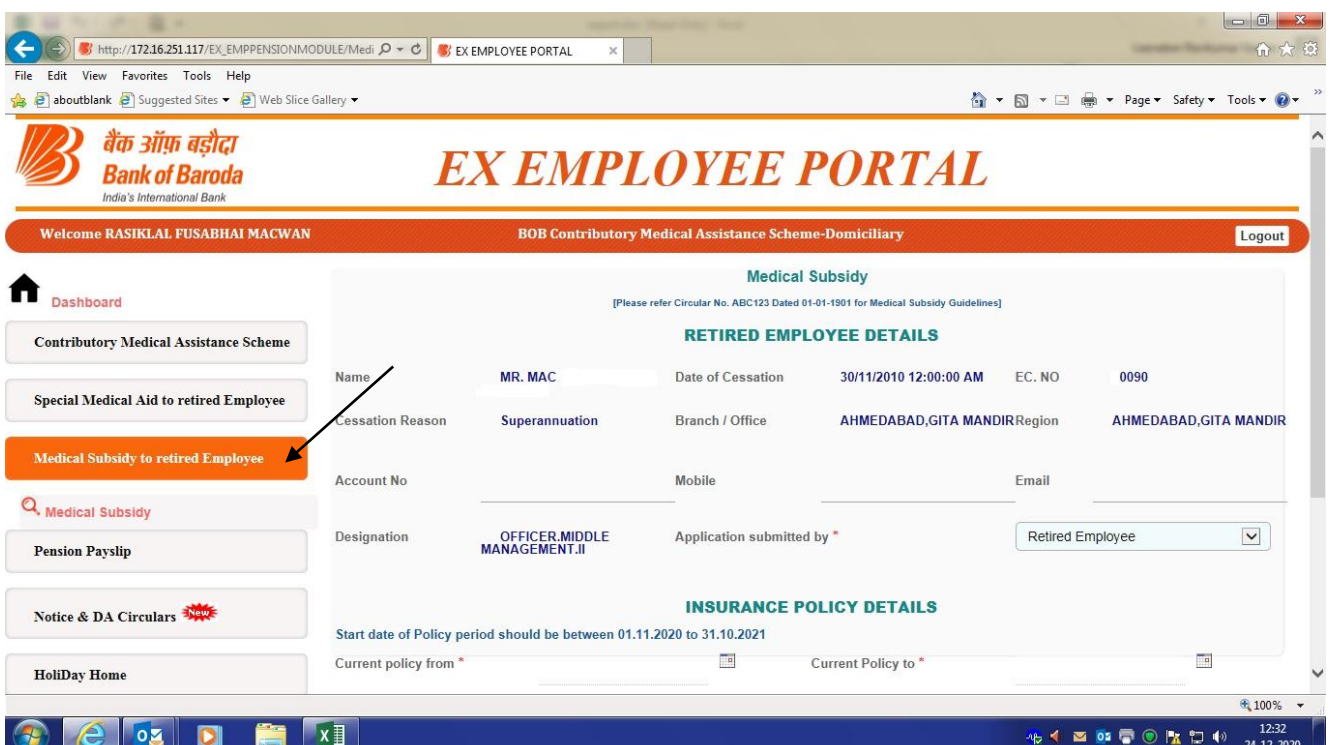 http://172.16.251.117/EX_EMPPENSIONMODULE/Medi
EX EMPLOYEE PORTAL
File Edit View Favorites Tools Help
aboutblank Suggested Sites Web Slice Gallery
Page Safety Tools
बैंक ऑफ़ बड़ौदा
Bank of Baroda
India's International Bank
EX EMPLOYEE PORTAL
Welcome RASIKLAL FUSABHAI MACWAN
BOB Contributory Medical Assistance Scheme-Domiciliary
Logout
Dashboard
Contributory Medical Assistance Scheme
Special Medical Aid to retired Employee
Medical Subsidy to retired Employee
Medical Subsidy
Pension Payslip
Notice & DA Circulars New
HoliDay Home
Medical Subsidy
[Please refer Circular No. ABC123 Dated 01-01-1901 for Medical Subsidy Guidelines]
RETIRED EMPLOYEE DETAILS
Name MR. MAC Date of Cessation 30/11/2010 12:00:00 AM EC. NO 0090
Cessation Reason Superannuation Branch / Office AHMEDABAD,GITA MANDIR Region AHMEDABAD,GITA MANDIR
Account No Mobile Email
Designation OFFICER.MIDDLE MANAGEMENT.II Application submitted by * Retired Employee
INSURANCE POLICY DETAILS
Start date of Policy period should be between 01.11.2020 to 31.10.2021
Current policy from * Current Policy to *
100%
12:32
24-12-2020